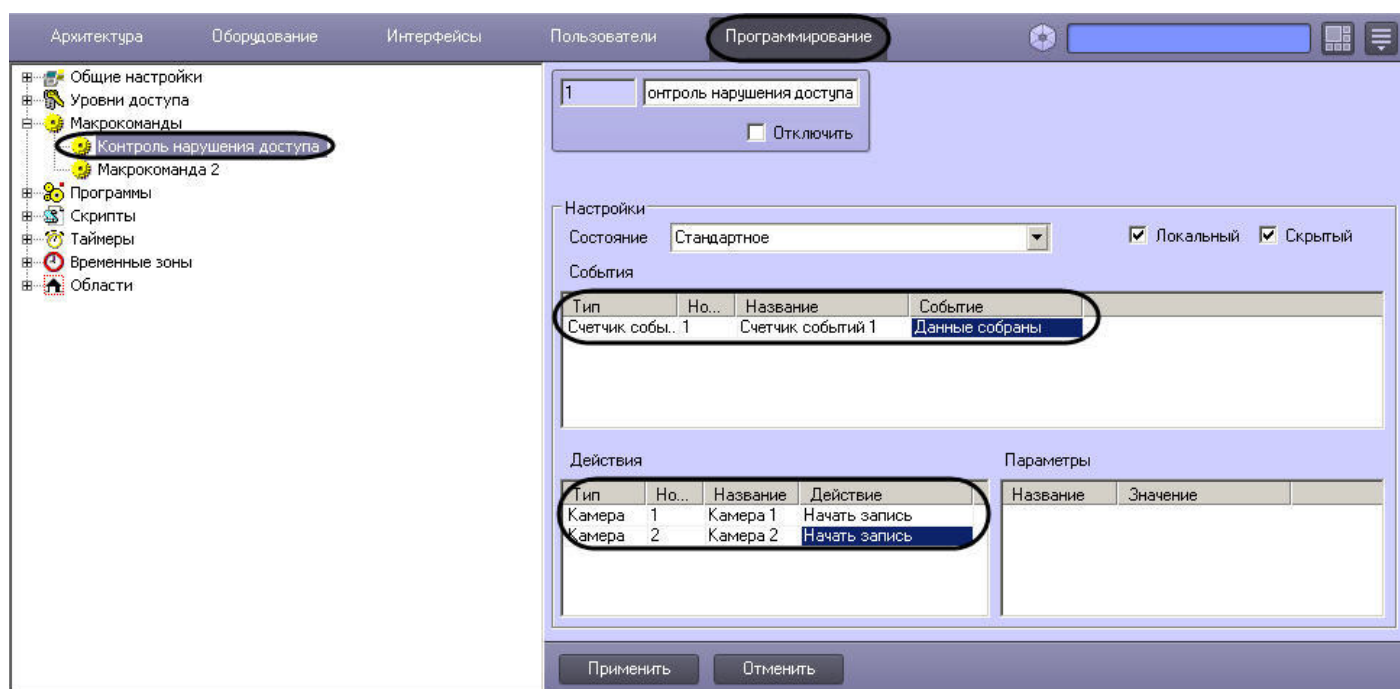 Архитектура Оборудование Интерфейсы Пользователи Программирование
Общие настройки
Уровни доступа
Макрокоманды
Контроль нарушения доступа
Макрокоманда 2
Программы
Скрипты
Таймеры
Временные зоны
Области
1 онтроль нарушения доступа
Отключить
Настройки
Состояние Стандартное Локальный Скрытый
События
Тип Но... Название Событие
Счетчик собы.. 1 Счетчик событий 1 Данные собраны
Действия
Тип Но... Название Действие
Камера 1 Камера 1 Начать запись
Камера 2 Камера 2 Начать запись
Параметры
Название Значение
Применить Отменить